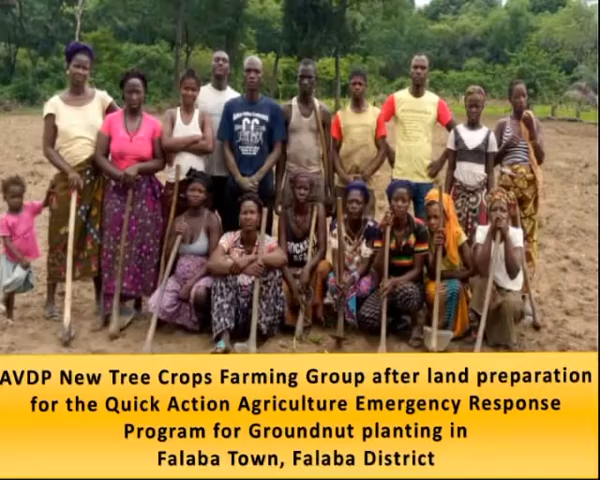 AVDP New Tree Crops Farming Group after land preparation
for the Quick Action Agriculture Emergency Response
Program for Groundnut planting in
Falaba Town, Falaba District